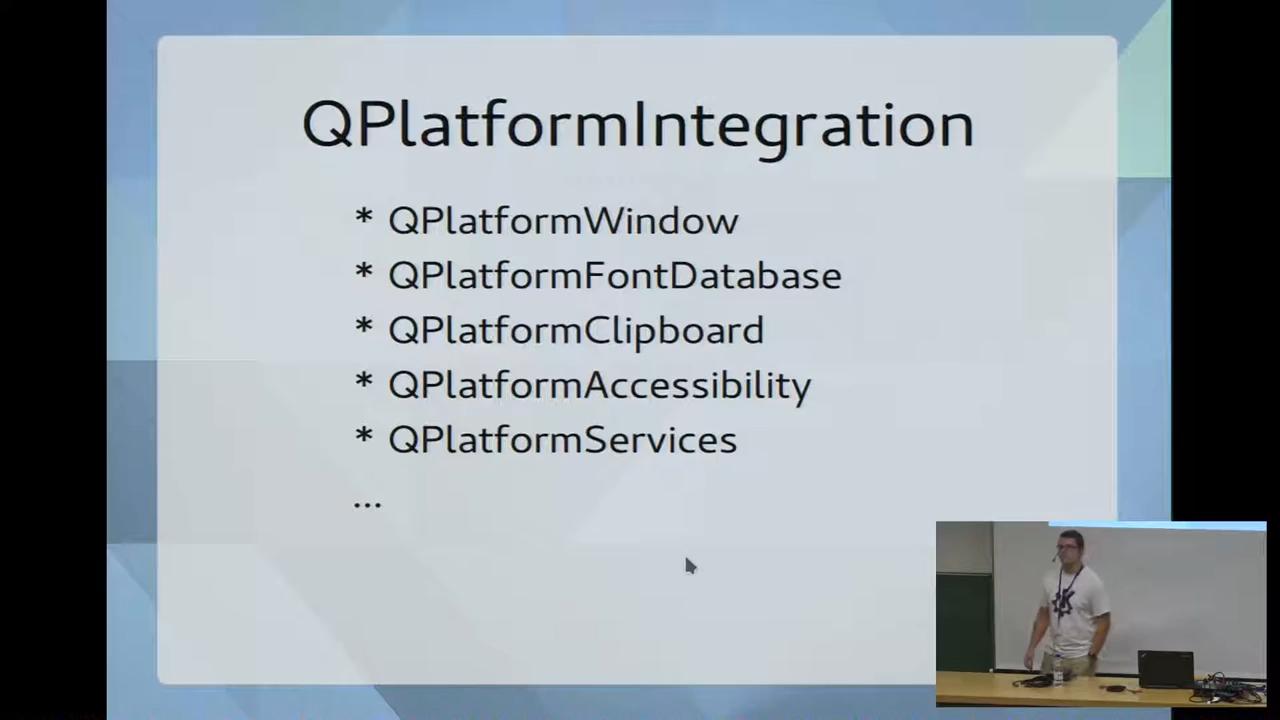 QPlatformIntegration
* QPlatformWindow
* QPlatformFontDatabase
* QPlatformClipboard
* QPlatformAccessibility
* QPlatformServices
...
K